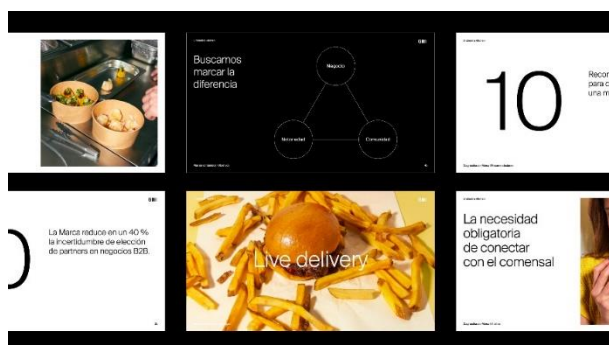 Buscamos
marcar la
diferencia
Negocio
Notoriedad
Comunidad
10
La Marca reduce en un 40 %
la incertidumbre de elección
de partners en negocios B2B.
Live delivery
La necesidad
obligatoria
de conectar
con el comensal